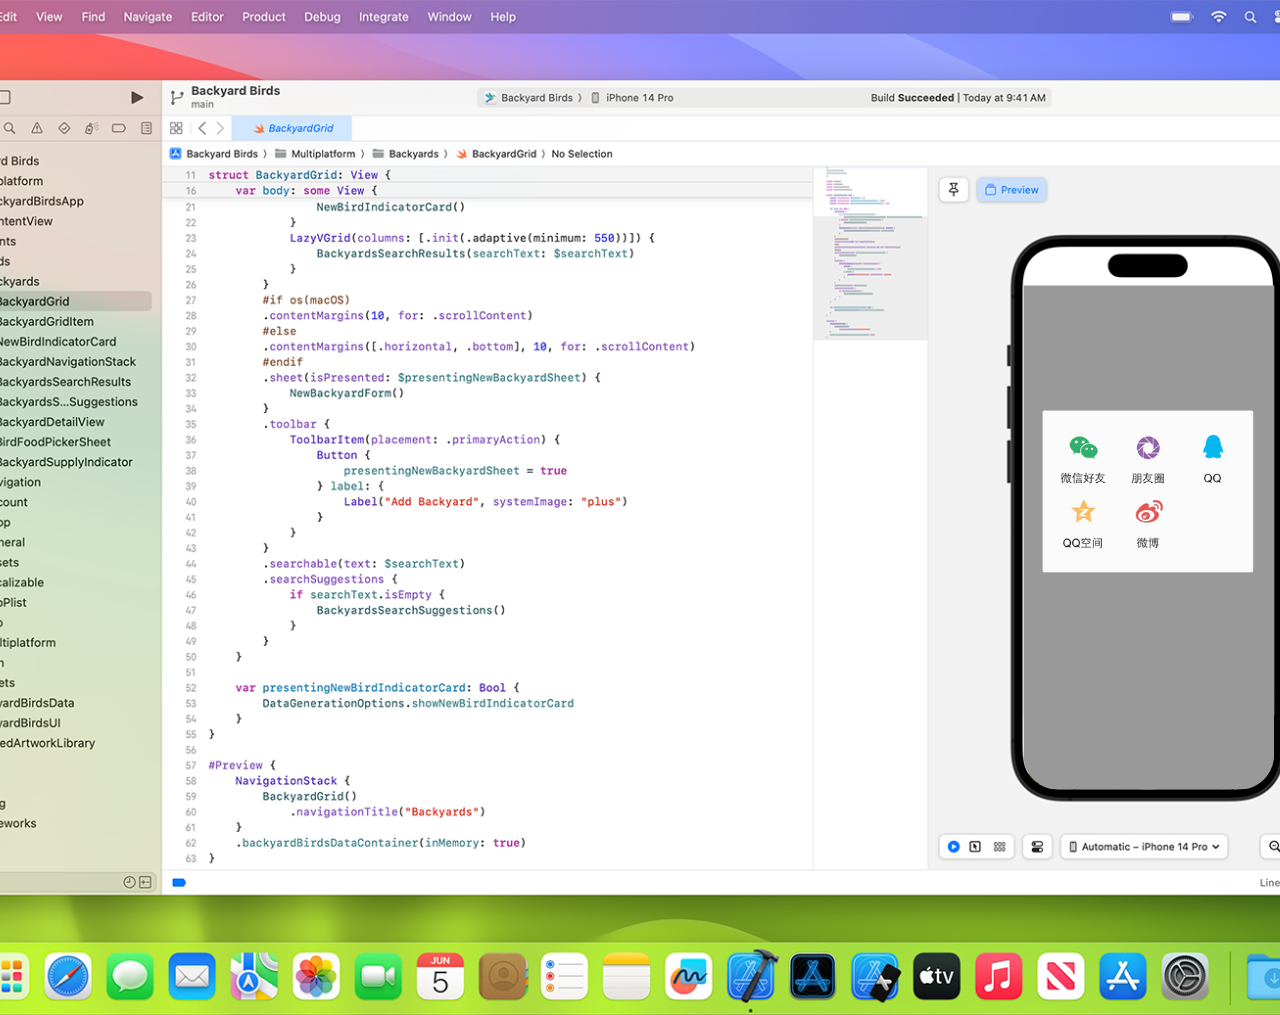 Edit View Find Navigate Editor Product Debug Integrate Window Help
Backyard Birds
main
Backyard Birds 〉 iPhone 14 Pro
Build Succeeded | Today at 9:41 AM
BackyardGrid
Backyard Birds 〉 Multiplatform 〉 Backyards 〉 BackyardGrid 〉 No Selection
rd Birds
platform
ckyardBirdsApp
ntentView
nts
ds
ckyards
BackyardGrid
BackyardGridItem
NewBirdIndicatorCard
BackyardNavigationStack
BackyardsSearchResults
BackyardsS...Suggestions
BackyardDetailView
BirdFoodPickerSheet
BackyardSupplyIndicator
vigation
count
op
neral
sets
calizable
oPlist
ltiplatform
n
ets
yardBirdsData
yardBirdsUI
edArtworkLibrary
g
eworks
11 struct BackyardGrid: View {
16 var body: some View {
21 NewBirdIndicatorCard()
22 }
23 LazyVGrid(columns: [.init(.adaptive(minimum: 550))]) {
24 BackyardsSearchResults(searchText: $searchText)
25 }
26 }
27 #if os(macOS)
28 .contentMargins(10, for: .scrollContent)
29 #else
30 .contentMargins([.horizontal, .bottom], 10, for: .scrollContent)
31 #endif
32 .sheet(isPresented: $presentingNewBackyardSheet) {
33 NewBackyardForm()
34 }
35 .toolbar {
36 ToolbarItem(placement: .primaryAction) {
37 Button {
38 presentingNewBackyardSheet = true
39 } label: {
40 Label("Add Backyard", systemImage: "plus")
41 }
42 }
43 }
44 .searchable(text: $searchText)
45 .searchSuggestions {
46 if searchText.isEmpty {
47 BackyardsSearchSuggestions()
48 }
49 }
50 }
51
52 var presentingNewBirdIndicatorCard: Bool {
53 DataGenerationOptions.showNewBirdIndicatorCard
54 }
55 }
56
57 #Preview {
58 NavigationStack {
59 BackyardGrid()
60 .navigationTitle("Backyards")
61 }
62 .backyardBirdsDataContainer(inMemory: true)
63 }
Preview
微信好友 朋友圈 QQ
QQ空间 微博
Automatic – iPhone 14 Pro
Line
JUN
5
tv